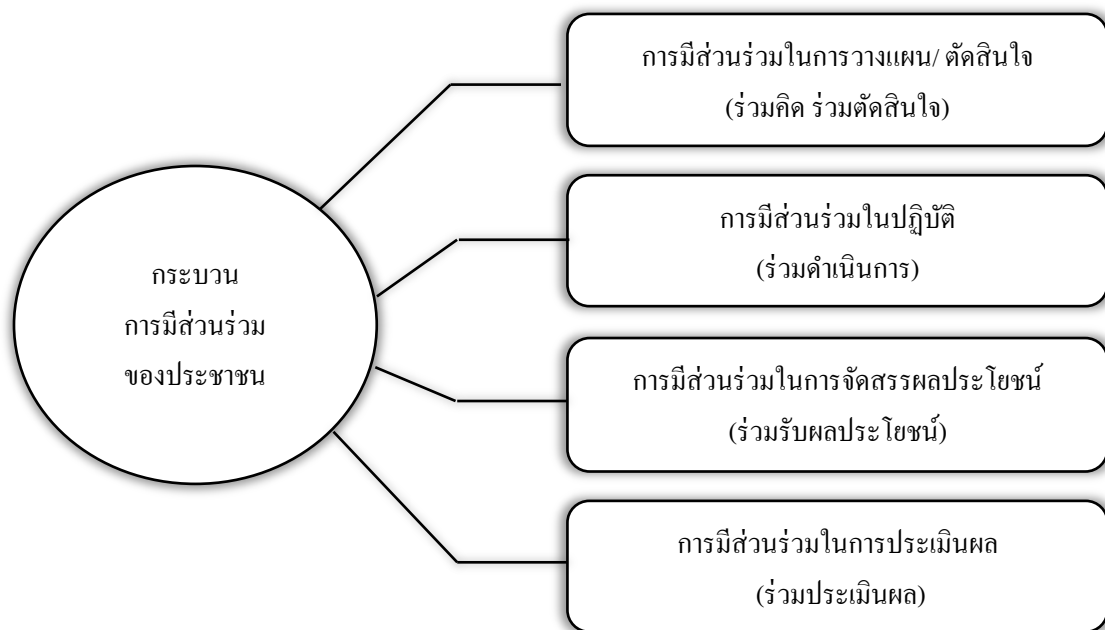 กระบวน
การมีส่วนร่วม
ของประชาชน
การมีส่วนร่วมในการวางแผน/ ตัดสินใจ
(ร่วมคิด ร่วมตัดสินใจ)
การมีส่วนร่วมในปฏิบัติ
(ร่วมดำเนินการ)
การมีส่วนร่วมในการจัดสรรผลประโยชน์
(ร่วมรับผลประโยชน์)
การมีส่วนร่วมในการประเมินผล
(ร่วมประเมินผล)